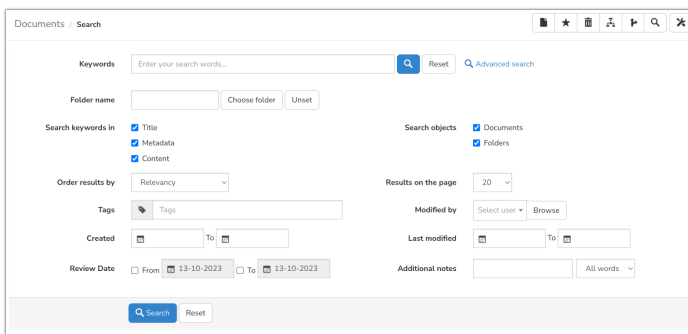 Documents / Search
Keywords Enter your search words... Reset Advanced search
Folder name Choose folder Unset
Search keywords in Title Search objects Documents
Metadata Folders
Content
Order results by Relevancy Results on the page 20
Tags Tags Modified by Select user Browse
Created To Last modified To
Review Date From 13-10-2023 To 13-10-2023 Additional notes All words
Search Reset